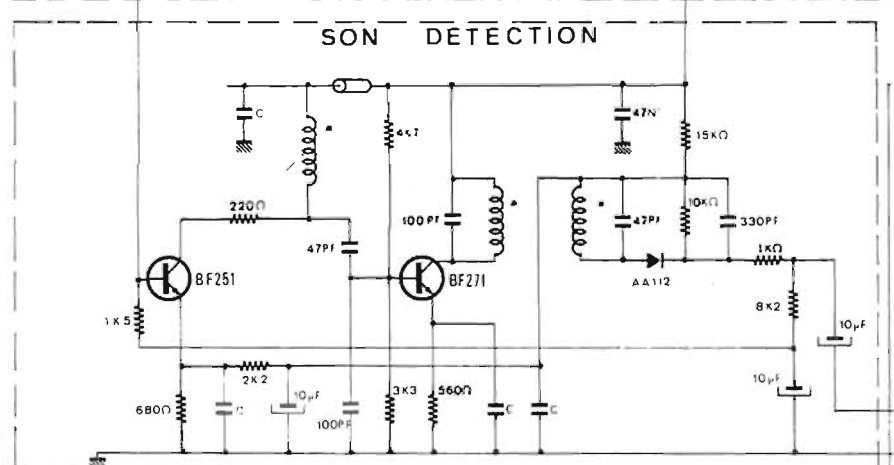 SON DETECTION
C
4K7
47N
15KΩ
220Ω
100PF
47PF
10KΩ
330PF
47PF
1KΩ
BF251
BF271
AA112
8K2
1K5
10µF
2K2
10µF
10µF
680Ω
C
100PF
3K3
560Ω
C
C